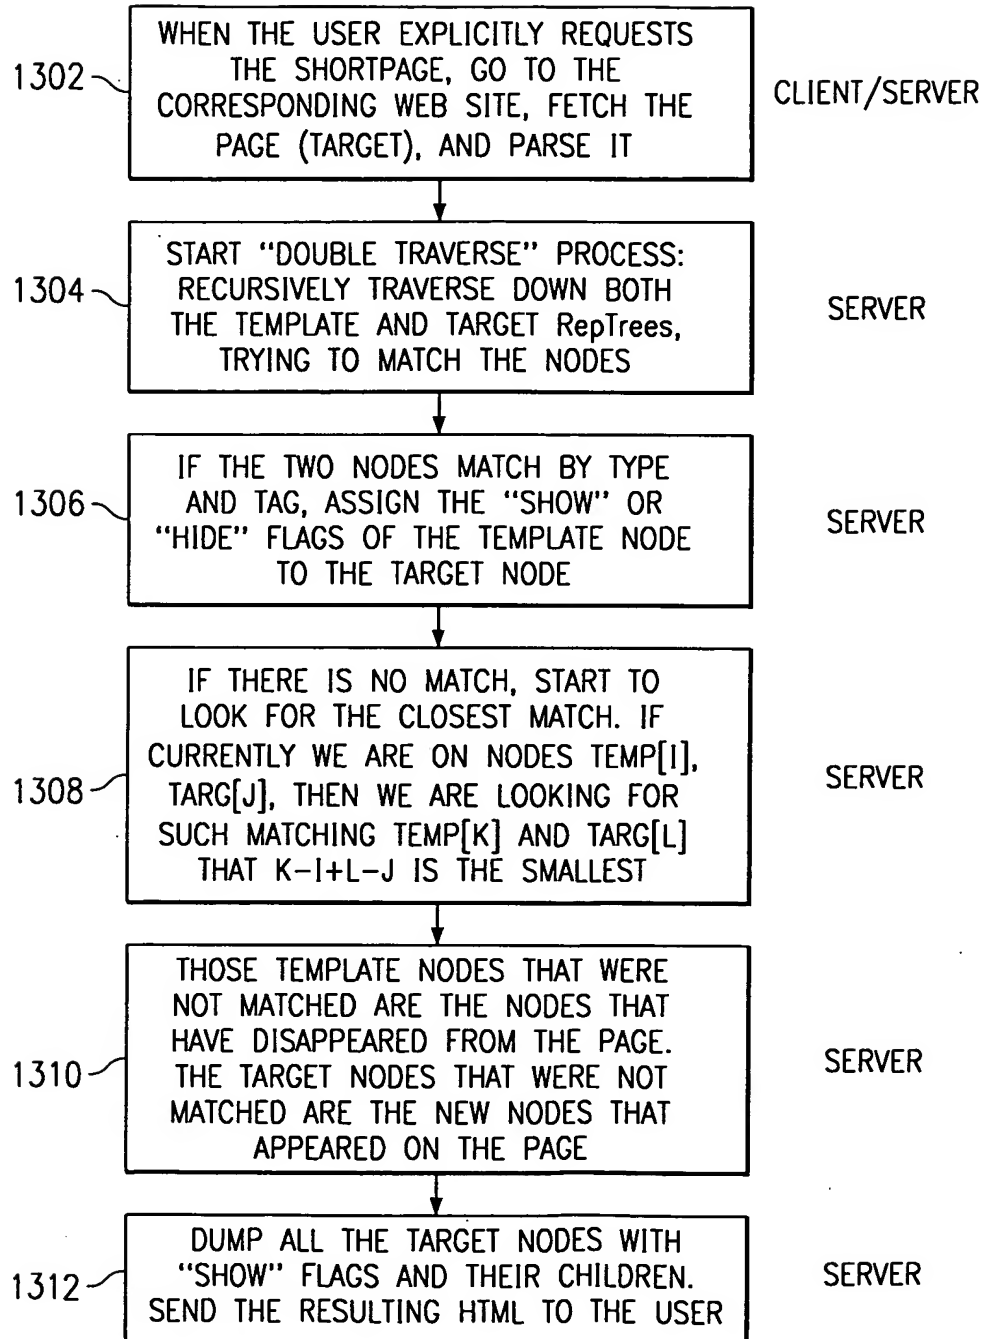 1302
WHEN THE USER EXPLICITLY REQUESTS
THE SHORTPAGE, GO TO THE
CORRESPONDING WEB SITE, FETCH THE
PAGE (TARGET), AND PARSE IT
CLIENT/SERVER
1304
START “DOUBLE TRAVERSE” PROCESS:
RECURSIVELY TRAVERSE DOWN BOTH
THE TEMPLATE AND TARGET RepTrees,
TRYING TO MATCH THE NODES
SERVER
1306
IF THE TWO NODES MATCH BY TYPE
AND TAG, ASSIGN THE “SHOW” OR
“HIDE” FLAGS OF THE TEMPLATE NODE
TO THE TARGET NODE
SERVER
1308
IF THERE IS NO MATCH, START TO
LOOK FOR THE CLOSEST MATCH. IF
CURRENTLY WE ARE ON NODES TEMP[I],
TARG[J], THEN WE ARE LOOKING FOR
SUCH MATCHING TEMP[K] AND TARG[L]
THAT K–I+L–J IS THE SMALLEST
SERVER
1310
THOSE TEMPLATE NODES THAT WERE
NOT MATCHED ARE THE NODES THAT
HAVE DISAPPEARED FROM THE PAGE.
THE TARGET NODES THAT WERE NOT
MATCHED ARE THE NEW NODES THAT
APPEARED ON THE PAGE
SERVER
1312
DUMP ALL THE TARGET NODES WITH
“SHOW” FLAGS AND THEIR CHILDREN.
SEND THE RESULTING HTML TO THE USER
SERVER